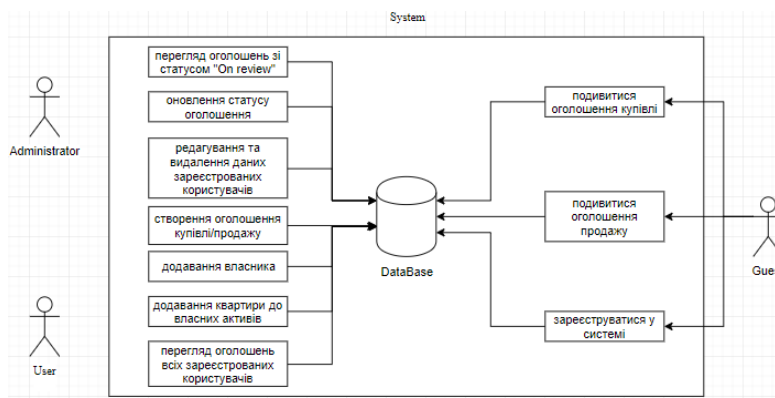 System
перегляд оголошень зі
статусом "On review"
оновлення статусу
оголошення
Administrator
редагування та
видалення даних
зареєстрованих
користувачів
створення оголошення
купівлі/продажу
додавання власника
додавання квартири до
власних активів
User
перегляд оголошень
всіх зареєстрованих
користувачів
DataBase
подивитися
оголошення купівлі
подивитися
оголошення
продажу
зареєструватися у
системі
Gue